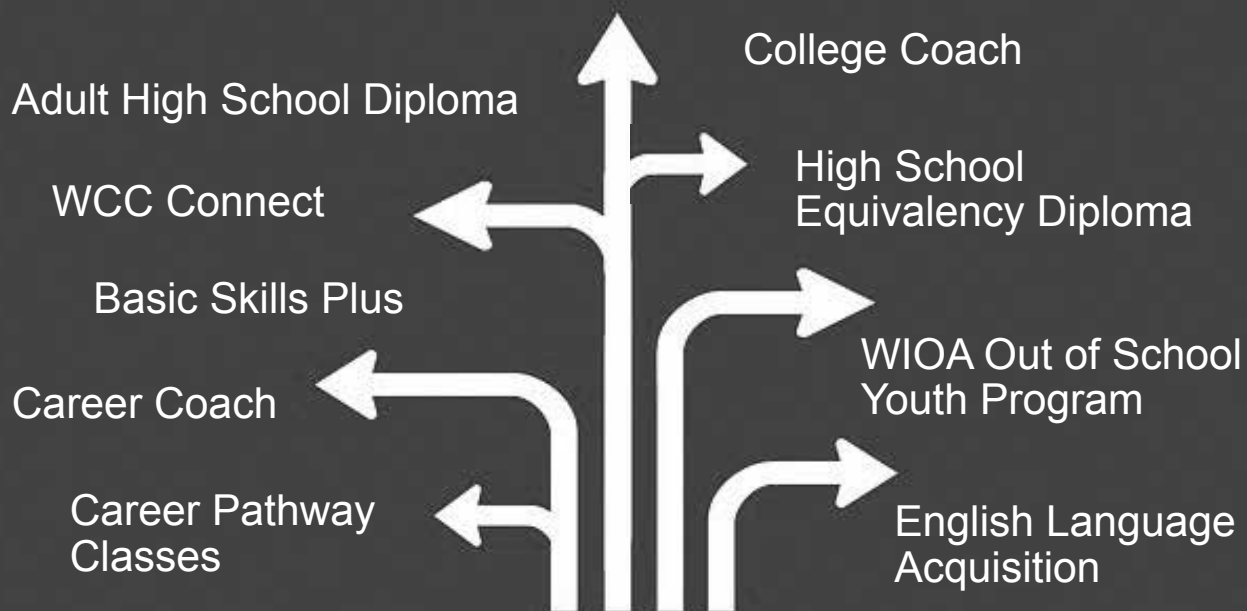 College Coach
Adult High School Diploma
High School
Equivalency Diploma
WCC Connect
Basic Skills Plus
WIOA Out of School
Youth Program
Career Coach
Career Pathway
Classes
English Language
Acquisition